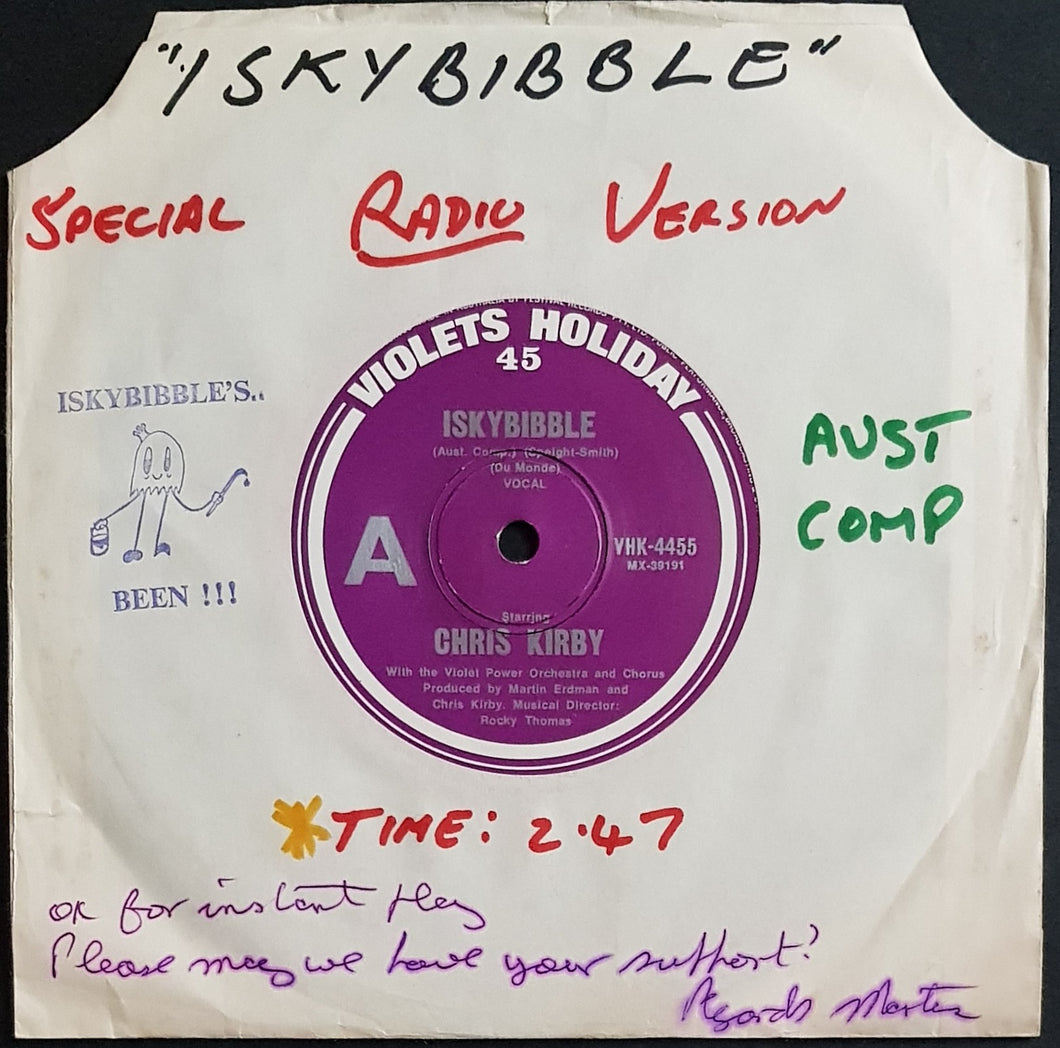 "ISKYBIBBLE"
SPECIAL RADIO VERSION
VIOLETS HOLIDAY
45
ISKYBIBBLE
(Aust. Comp.) (Speight-Smith)
(Du Monde)
VOCAL
A
VHK-4455
MX-39191
Starring
CHRIS KIRBY
With the Violet Power Orchestra and Chorus
Produced by Martin Erdman and
Chris Kirby. Musical Director:
Rocky Thomas
ISKYBIBBLE'S..
BEEN !!!
AUST
COMP
*TIME: 2.47
OK for instant play
Please may we have your support?
Regards Martin